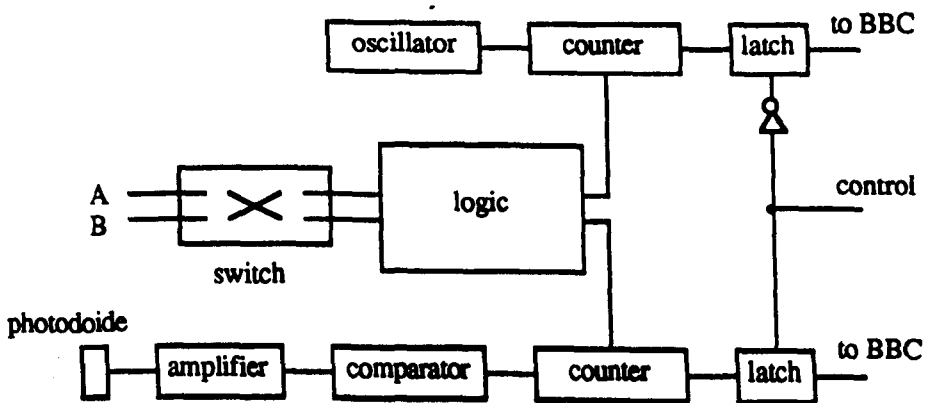 to BBC
oscillator
counter
latch
A
B
logic
control
switch
photodoide
to BBC
amplifier
comparator
counter
latch